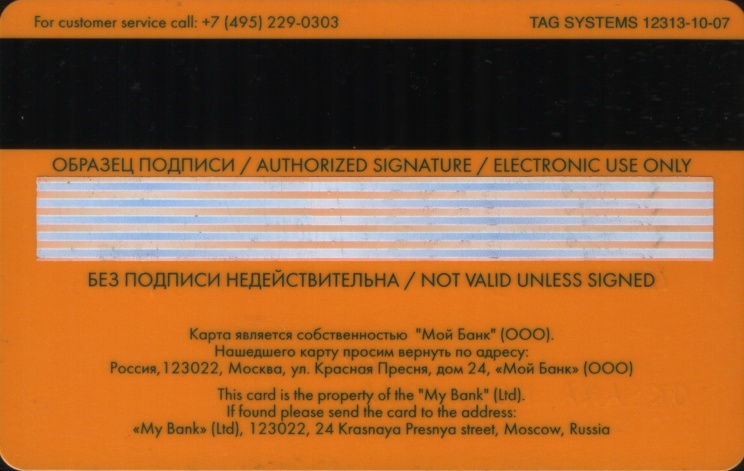 For customer service call: +7 (495) 229-0303
TAG SYSTEMS 12313-10-07
ОБРАЗЕЦ ПОДПИСИ / AUTHORIZED SIGNATURE / ELECTRONIC USE ONLY
БЕЗ ПОДПИСИ НЕДЕЙСТВИТЕЛЬНА / NOT VALID UNLESS SIGNED
Карта является собственностью "Мой Банк" (ООО).
Нашедшего карту просим вернуть по адресу:
Россия,123022, Москва, ул. Красная Пресня, дом 24, «Мой Банк» (ООО)
This card is the property of the "My Bank" (Ltd).
If found please send the card to the address:
«My Bank» (Ltd), 123022, 24 Krasnaya Presnya street, Moscow, Russia